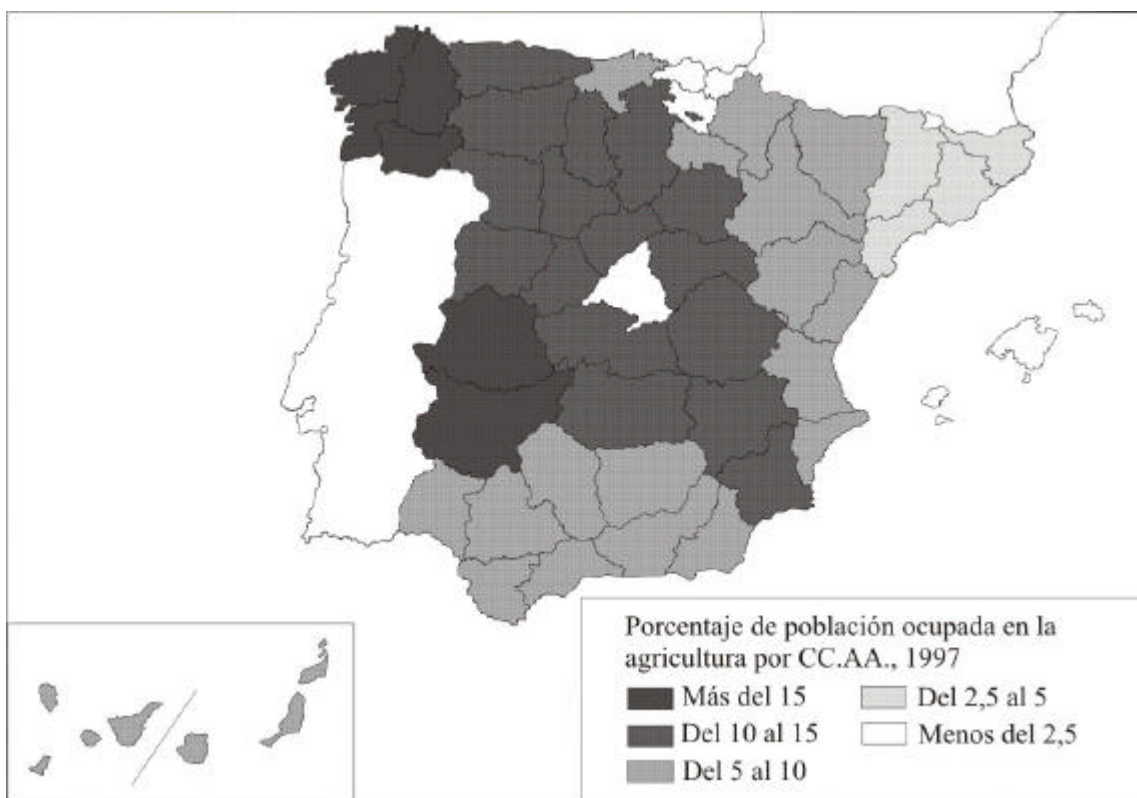 Porcentaje de población ocupada en la
agricultura por CC.AA., 1997
Más del 15
Del 10 al 15
Del 5 al 10
Del 2,5 al 5
Menos del 2,5